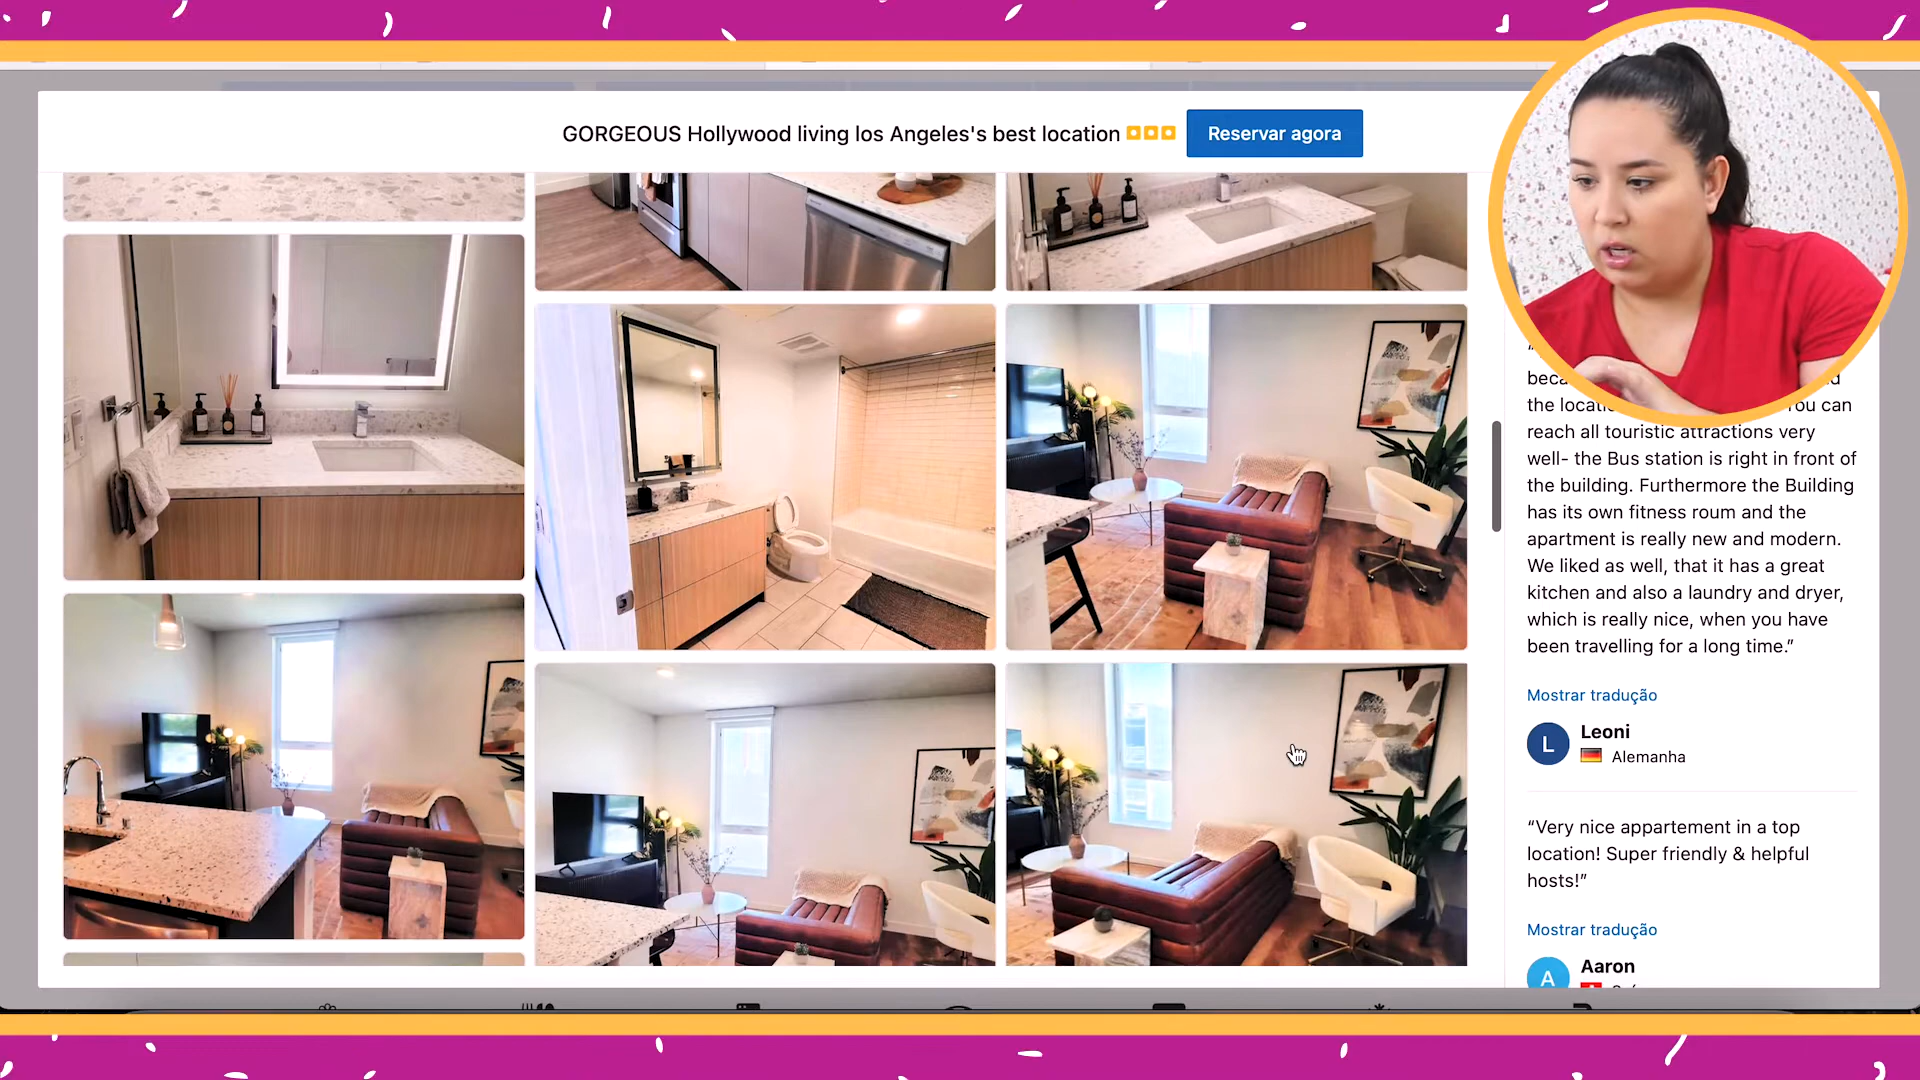 GORGEOUS Hollywood living los Angeles's best location
Reservar agora
the
You can
reach all touristic attractions very
well- the Bus station is right in front of
the building. Furthermore the Building
has its own fitness roum and the
apartment is really new and modern.
We liked as well, that it has a great
kitchen and also a laundry and dryer,
which is really nice, when you have
been travelling for a long time.”
Mostrar tradução
L
Leoni
Alemanha
“Very nice appartement in a top
location! Super friendly & helpful
hosts!”
Mostrar tradução
A
Aaron